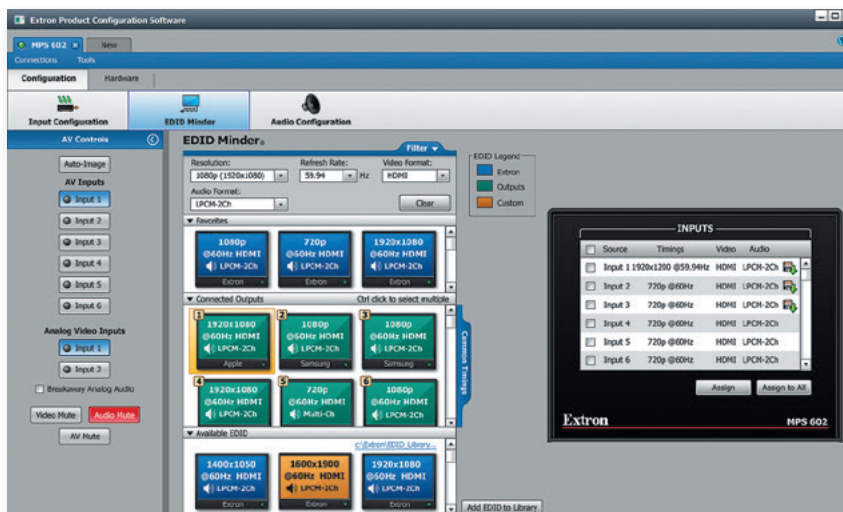 Extron Product Configuration Software
MPS 602 x
New
Connections Tools
Configuration Hardware
Input Configuration
EDID Minder
Audio Configuration
AV Controls
Auto-Image
AV Inputs
Input 1
Input 2
Input 3
Input 4
Input 5
Input 6
Analog Video Inputs
Input 1
Input 2
Breakaway Analog Audio
Video Mute
Audio Mute
AV Mute
EDID Minder®
Filter
Resolution: Refresh Rate: Video Format:
1080p (1920x1080) 59.94 Hz HDMI
Audio Format:
LPCM-2Ch
Clear
Favorites
1080p
@60Hz HDMI
LPCM-2Ch
Extron
720p
@50Hz HDMI
LPCM-2Ch
Extron
1920x1080
@60Hz HDMI
LPCM-2Ch
Extron
Connected Outputs Ctrl click to select multiple
1
1920x1080
@60Hz HDMI
LPCM-2Ch
Apple
2
1080p
@60Hz HDMI
LPCM-2Ch
Samsung
3
1080p
@60Hz HDMI
LPCM-2Ch
Samsung
4
1920x1080
@60Hz HDMI
LPCM-2Ch
5
720p
@60Hz HDMI
Multi-Ch
6
1080p
@60Hz HDMI
LPCM-2Ch
Available EDID
c:\Extron\EDID_Library...
1400x1050
@60Hz HDMI
LPCM-2Ch
Extron
1600x1900
@60Hz HDMI
LPCM-2Ch
Extron
1920x1080
@60Hz HDMI
LPCM-2Ch
Extron
Common Timings
Add EDID to Library
EDID Legend
Extron
Outputs
Custom
INPUTS
Source Timings Video Audio
Input 1 1920x1200 @59.94Hz HDMI LPCM-2Ch
Input 2 720p @60Hz HDMI LPCM-2Ch
Input 3 720p @60Hz HDMI LPCM-2Ch
Input 4 720p @60Hz HDMI LPCM-2Ch
Input 5 720p @60Hz HDMI LPCM-2Ch
Input 6 720p @60Hz HDMI LPCM-2Ch
Assign
Assign to All
Extron
MPS 602